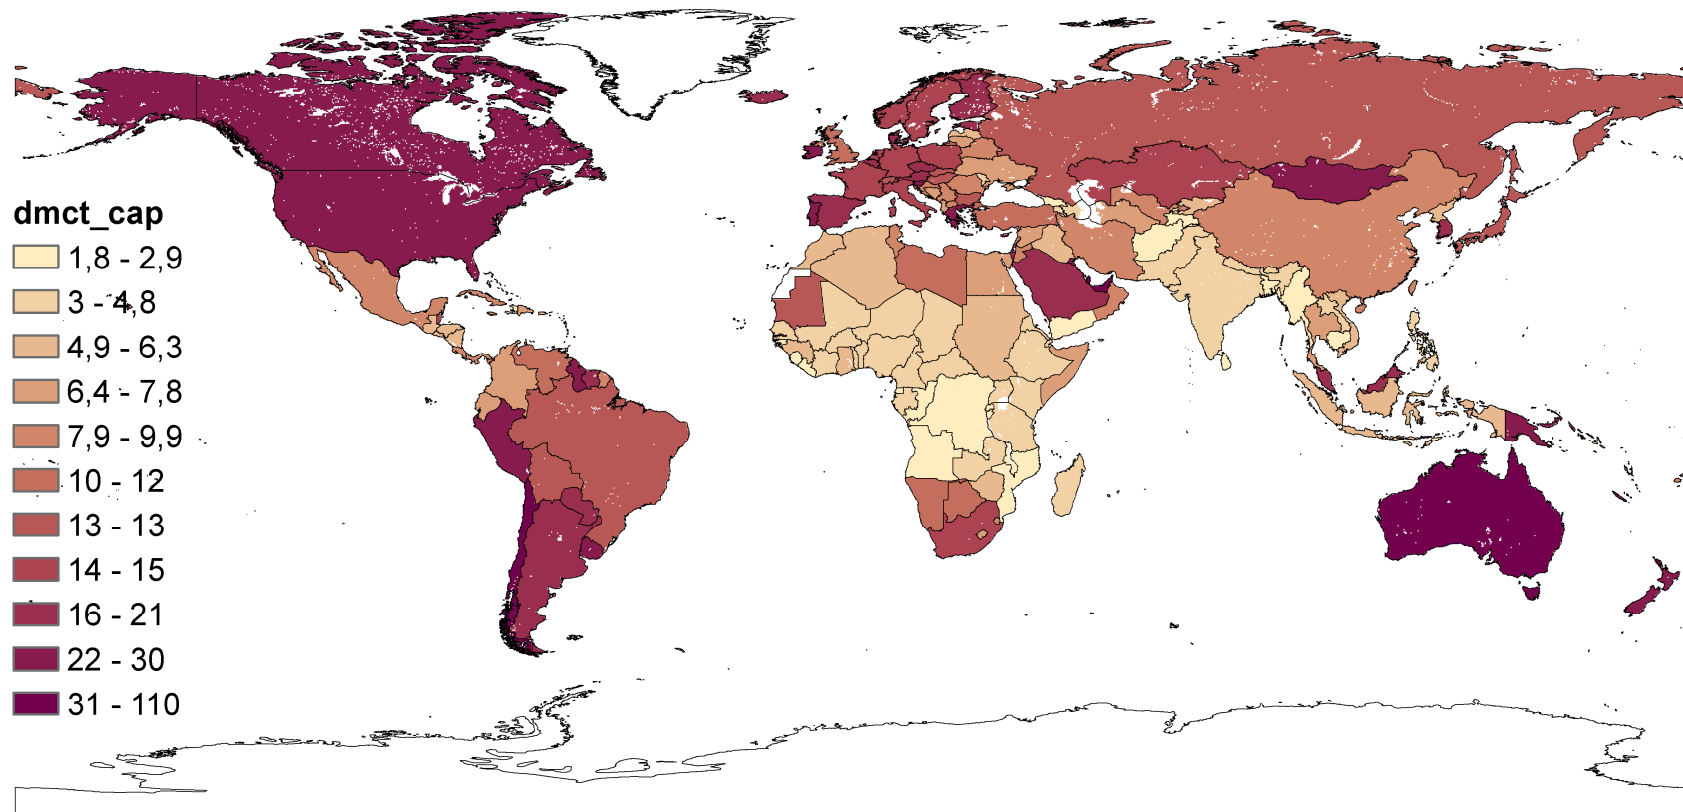 dmct_cap
1,8 - 2,9
3 - 4,8
4,9 - 6,3
6,4 - 7,8
7,9 - 9,9
10 - 12
13 - 13
14 - 15
16 - 21
22 - 30
31 - 110